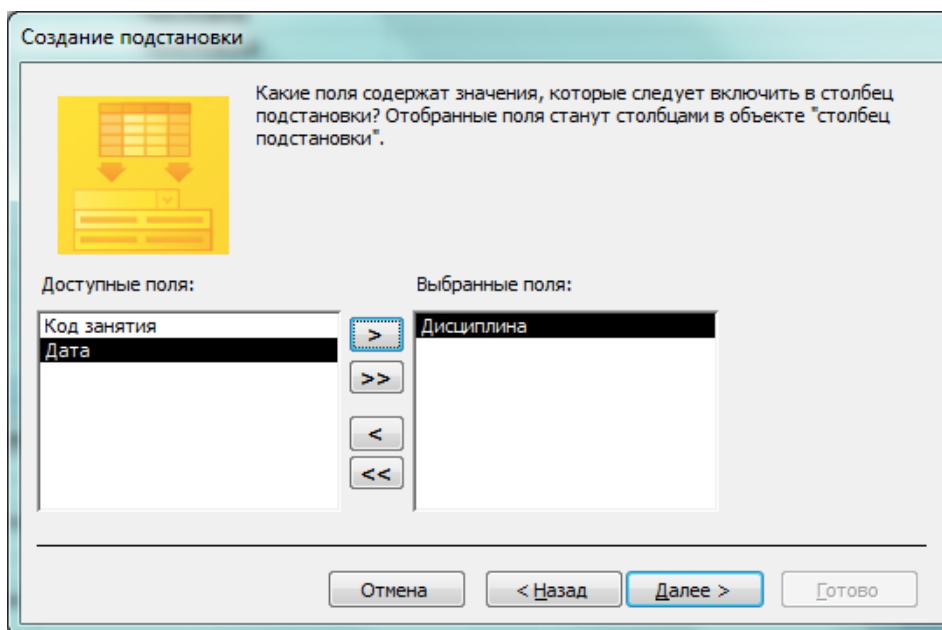 Создание подстановки
Какие поля содержат значения, которые следует включить в столбец
подстановки? Отобранные поля станут столбцами в объекте "столбец
подстановки".
Доступные поля:
Выбранные поля:
Код занятия
Дата
>
>>
<
<<
Дисциплина
Отмена
< Назад
Далее >
Готово